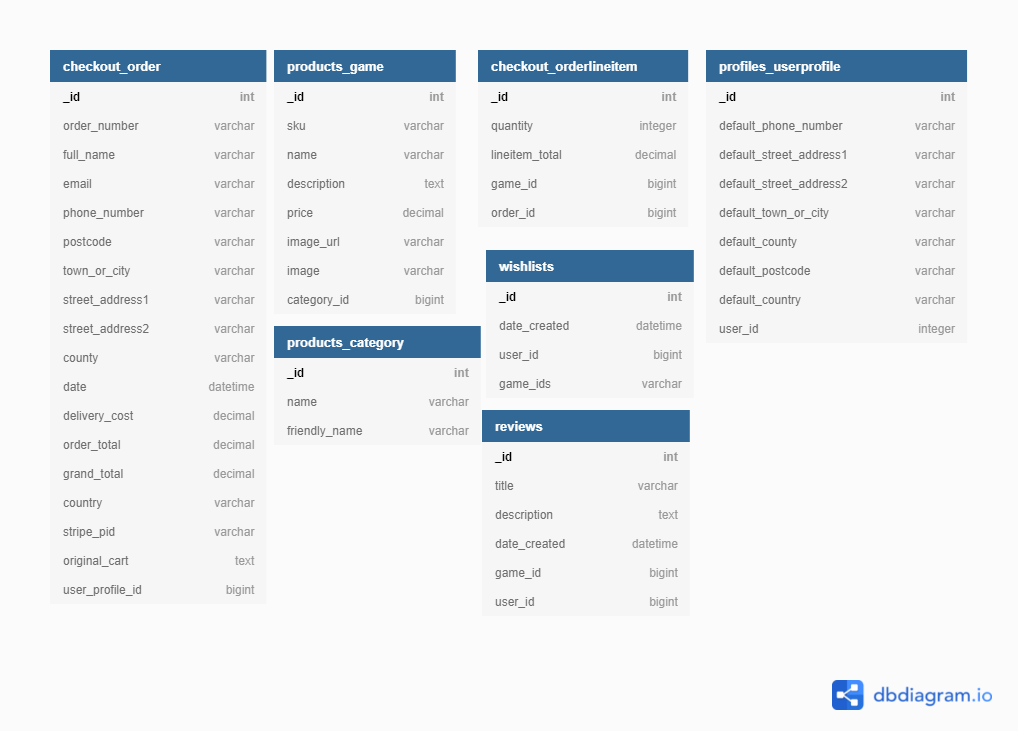 checkout_order
_id int
order_number varchar
full_name varchar
email varchar
phone_number varchar
postcode varchar
town_or_city varchar
street_address1 varchar
street_address2 varchar
county varchar
date datetime
delivery_cost decimal
order_total decimal
grand_total decimal
country varchar
stripe_pid varchar
original_cart text
user_profile_id bigint
products_game
_id int
sku varchar
name varchar
description text
price decimal
image_url varchar
image varchar
category_id bigint
products_category
_id int
name varchar
friendly_name varchar
checkout_orderlineitem
_id int
quantity integer
lineitem_total decimal
game_id bigint
order_id bigint
wishlists
_id int
date_created datetime
user_id bigint
game_ids varchar
reviews
_id int
title varchar
description text
date_created datetime
game_id bigint
user_id bigint
profiles_userprofile
_id int
default_phone_number varchar
default_street_address1 varchar
default_street_address2 varchar
default_town_or_city varchar
default_county varchar
default_postcode varchar
default_country varchar
user_id integer
dbdiagram.io